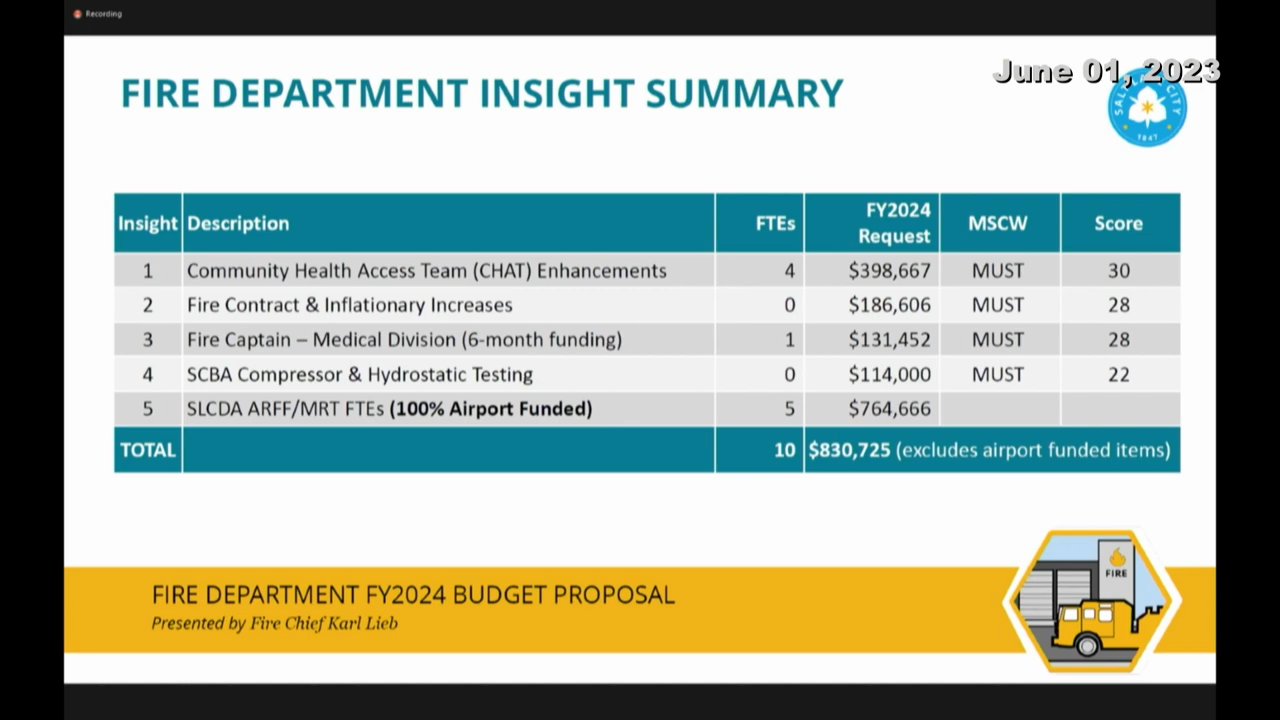 Recording
June 01, 2023
FIRE DEPARTMENT INSIGHT SUMMARY
SALT LAKE CITY
1847
Insight Description FTEs FY2024 Request MSCW Score
1 Community Health Access Team (CHAT) Enhancements 4 $398,667 MUST 30
2 Fire Contract & Inflationary Increases 0 $186,606 MUST 28
3 Fire Captain – Medical Division (6-month funding) 1 $131,452 MUST 28
4 SCBA Compressor & Hydrostatic Testing 0 $114,000 MUST 22
5 SLCDA ARFF/MRT FTEs (100% Airport Funded) 5 $764,666
TOTAL 10 $830,725 (excludes airport funded items)
FIRE
FIRE DEPARTMENT FY2024 BUDGET PROPOSAL
Presented by Fire Chief Karl Lieb